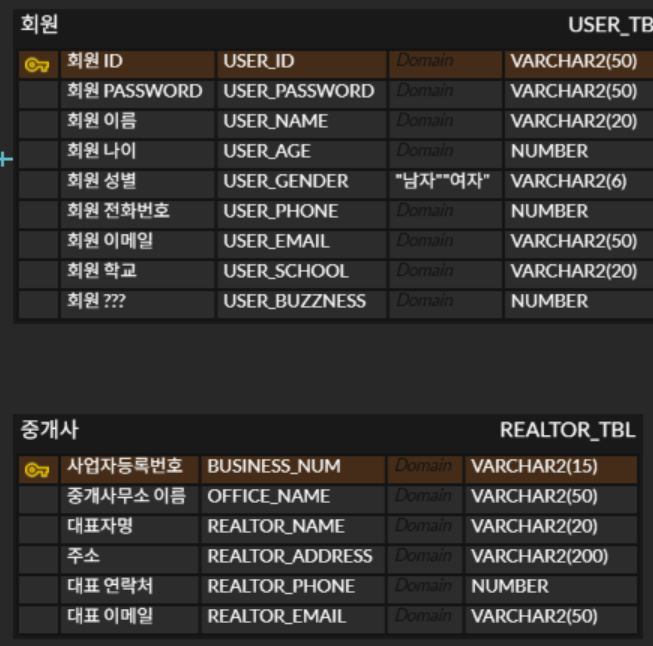 회원 USER_TB
회원 ID USER_ID Domain VARCHAR2(50)
회원 PASSWORD USER_PASSWORD Domain VARCHAR2(50)
회원 이름 USER_NAME Domain VARCHAR2(20)
회원 나이 USER_AGE Domain NUMBER
회원 성별 USER_GENDER "남자""여자" VARCHAR2(6)
회원 전화번호 USER_PHONE Domain NUMBER
회원 이메일 USER_EMAIL Domain VARCHAR2(50)
회원 학교 USER_SCHOOL Domain VARCHAR2(20)
회원 ??? USER_BUZZNESS Domain NUMBER
중개사 REALTOR_TBL
사업자등록번호 BUSINESS_NUM Domain VARCHAR2(15)
중개사무소 이름 OFFICE_NAME Domain VARCHAR2(50)
대표자명 REALTOR_NAME Domain VARCHAR2(20)
주소 REALTOR_ADDRESS Domain VARCHAR2(200)
대표 연락처 REALTOR_PHONE Domain NUMBER
대표 이메일 REALTOR_EMAIL Domain VARCHAR2(50)